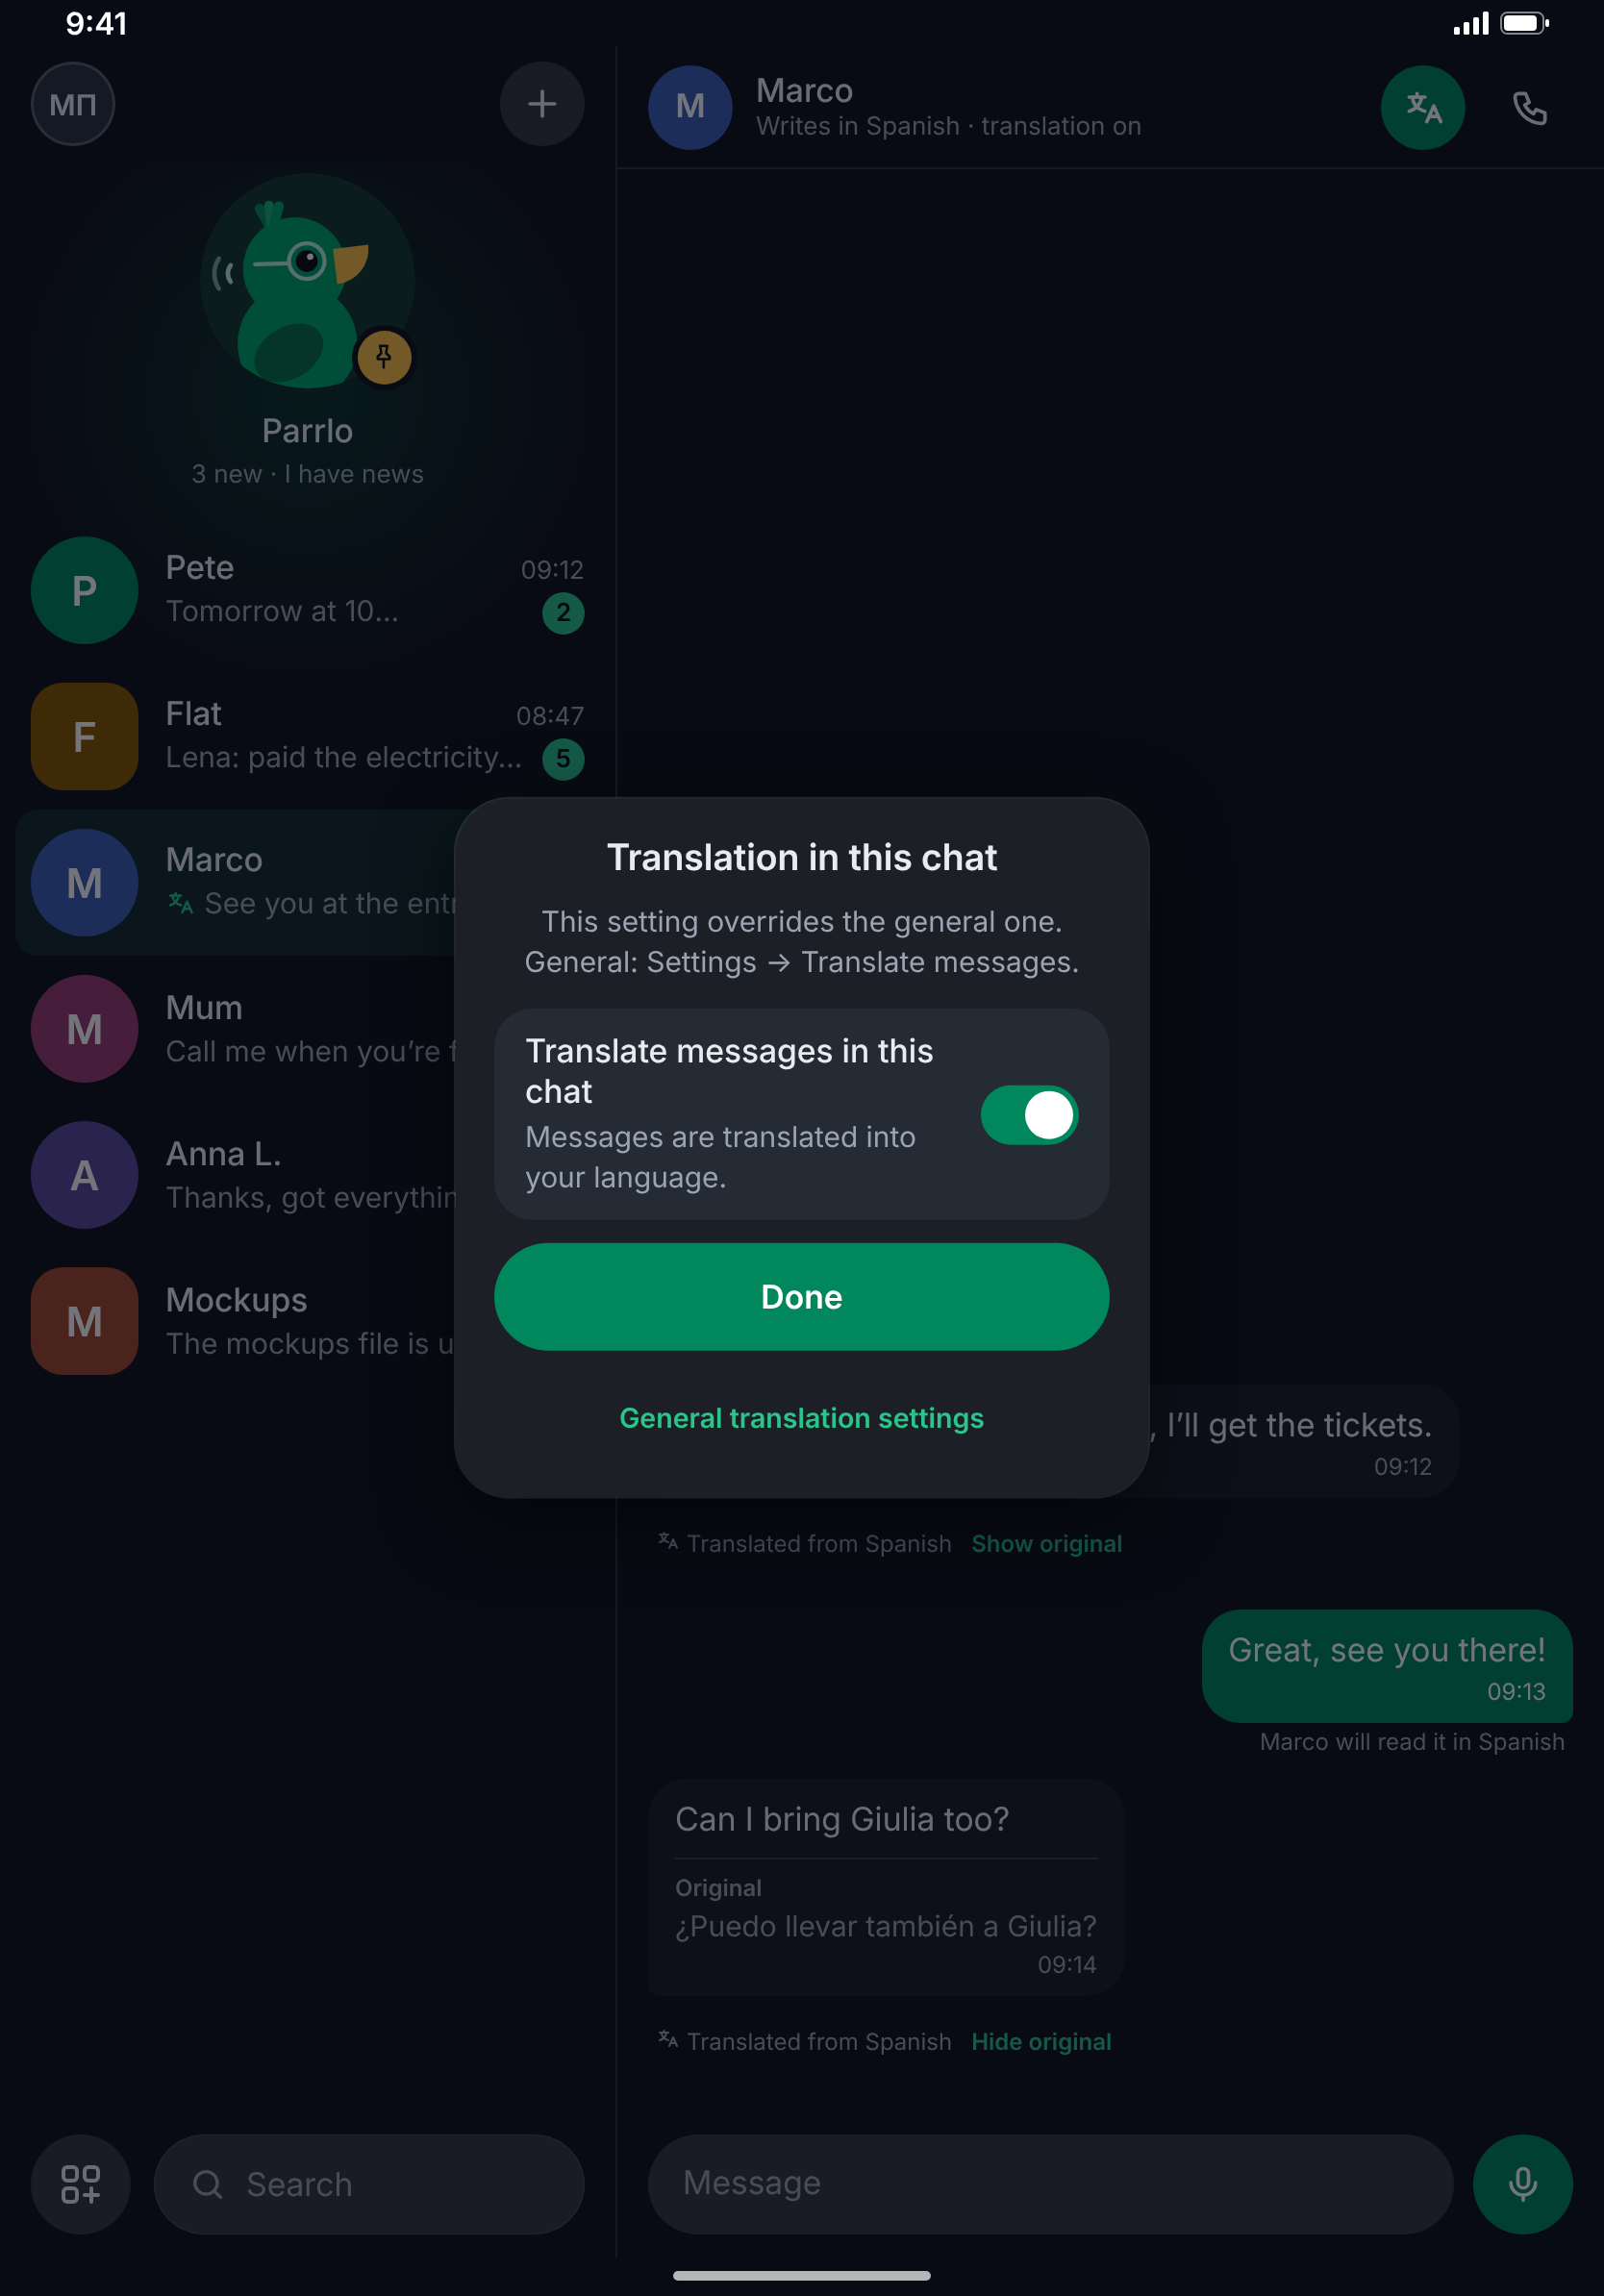 9:41
МП
Parrlo
3 new · I have news
P
Pete
09:12
Tomorrow at 10...
2
F
Flat
08:47
Lena: paid the electricity...
5
M
Marco
See you at the
M
Mum
Call me when you’re
A
Anna L.
Thanks, got
M
Mockups
The mockups file is
Search
M
Marco
Writes in Spanish · translation on
Translation in this chat
This setting overrides the general one.
General: Settings → Translate messages.
Translate messages in this
chat
Messages are translated into
your language.
Done
General translation settings
, I’ll get the tickets.
09:12
Translated from Spanish Show original
Great, see you there!
09:13
Marco will read it in Spanish
Can I bring Giulia too?
Original
¿Puedo llevar también a Giulia?
09:14
Translated from Spanish Hide original
Message